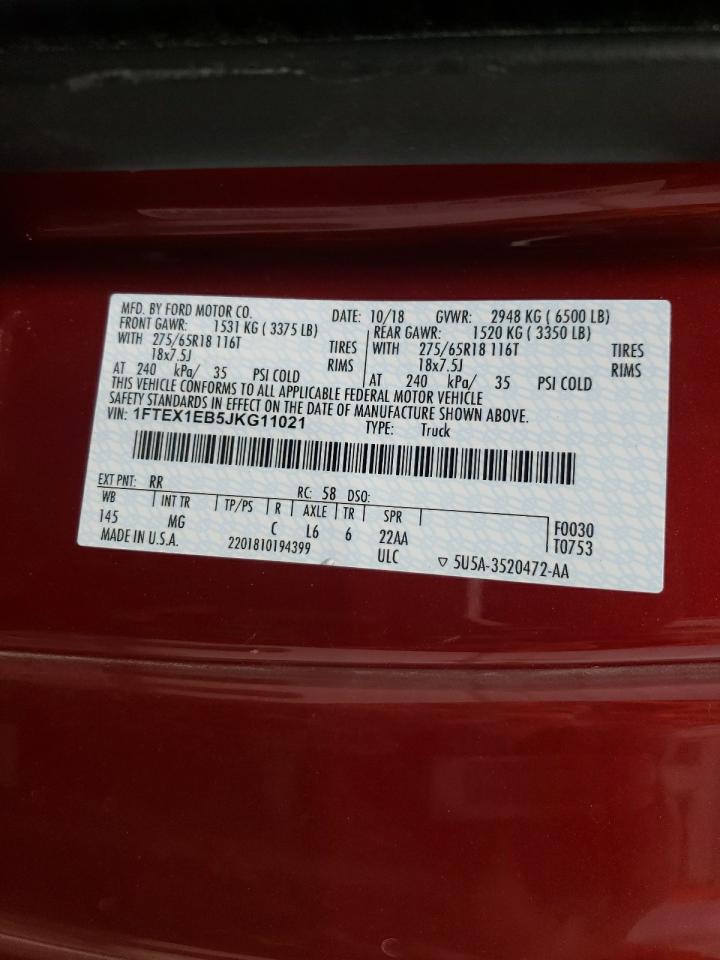 MFD. BY FORD MOTOR CO. DATE: 10/18 GVWR: 2948 KG ( 6500 LB)
FRONT GAWR: 1531 KG ( 3375 LB) REAR GAWR: 1520 KG ( 3350 LB)
WITH 275/65R18 116T TIRES WITH 275/65R18 116T TIRES
18x7.5J RIMS 18x7.5J RIMS
AT 240 kPa/ 35 PSI COLD AT 240 kPa/ 35 PSI COLD
THIS VEHICLE CONFORMS TO ALL APPLICABLE FEDERAL MOTOR VEHICLE
SAFETY STANDARDS IN EFFECT ON THE DATE OF MANUFACTURE SHOWN ABOVE.
VIN: 1FTEX1EB5JKG11021 TYPE: Truck
EXT PNT: RR RC: 58 DSO:
WB INT TR TP/PS R AXLE TR SPR F0030
145 MG C L6 6 22AA T0753
MADE IN U.S.A. 2201810194399 ULC ▽ 5U5A-3520472-AA